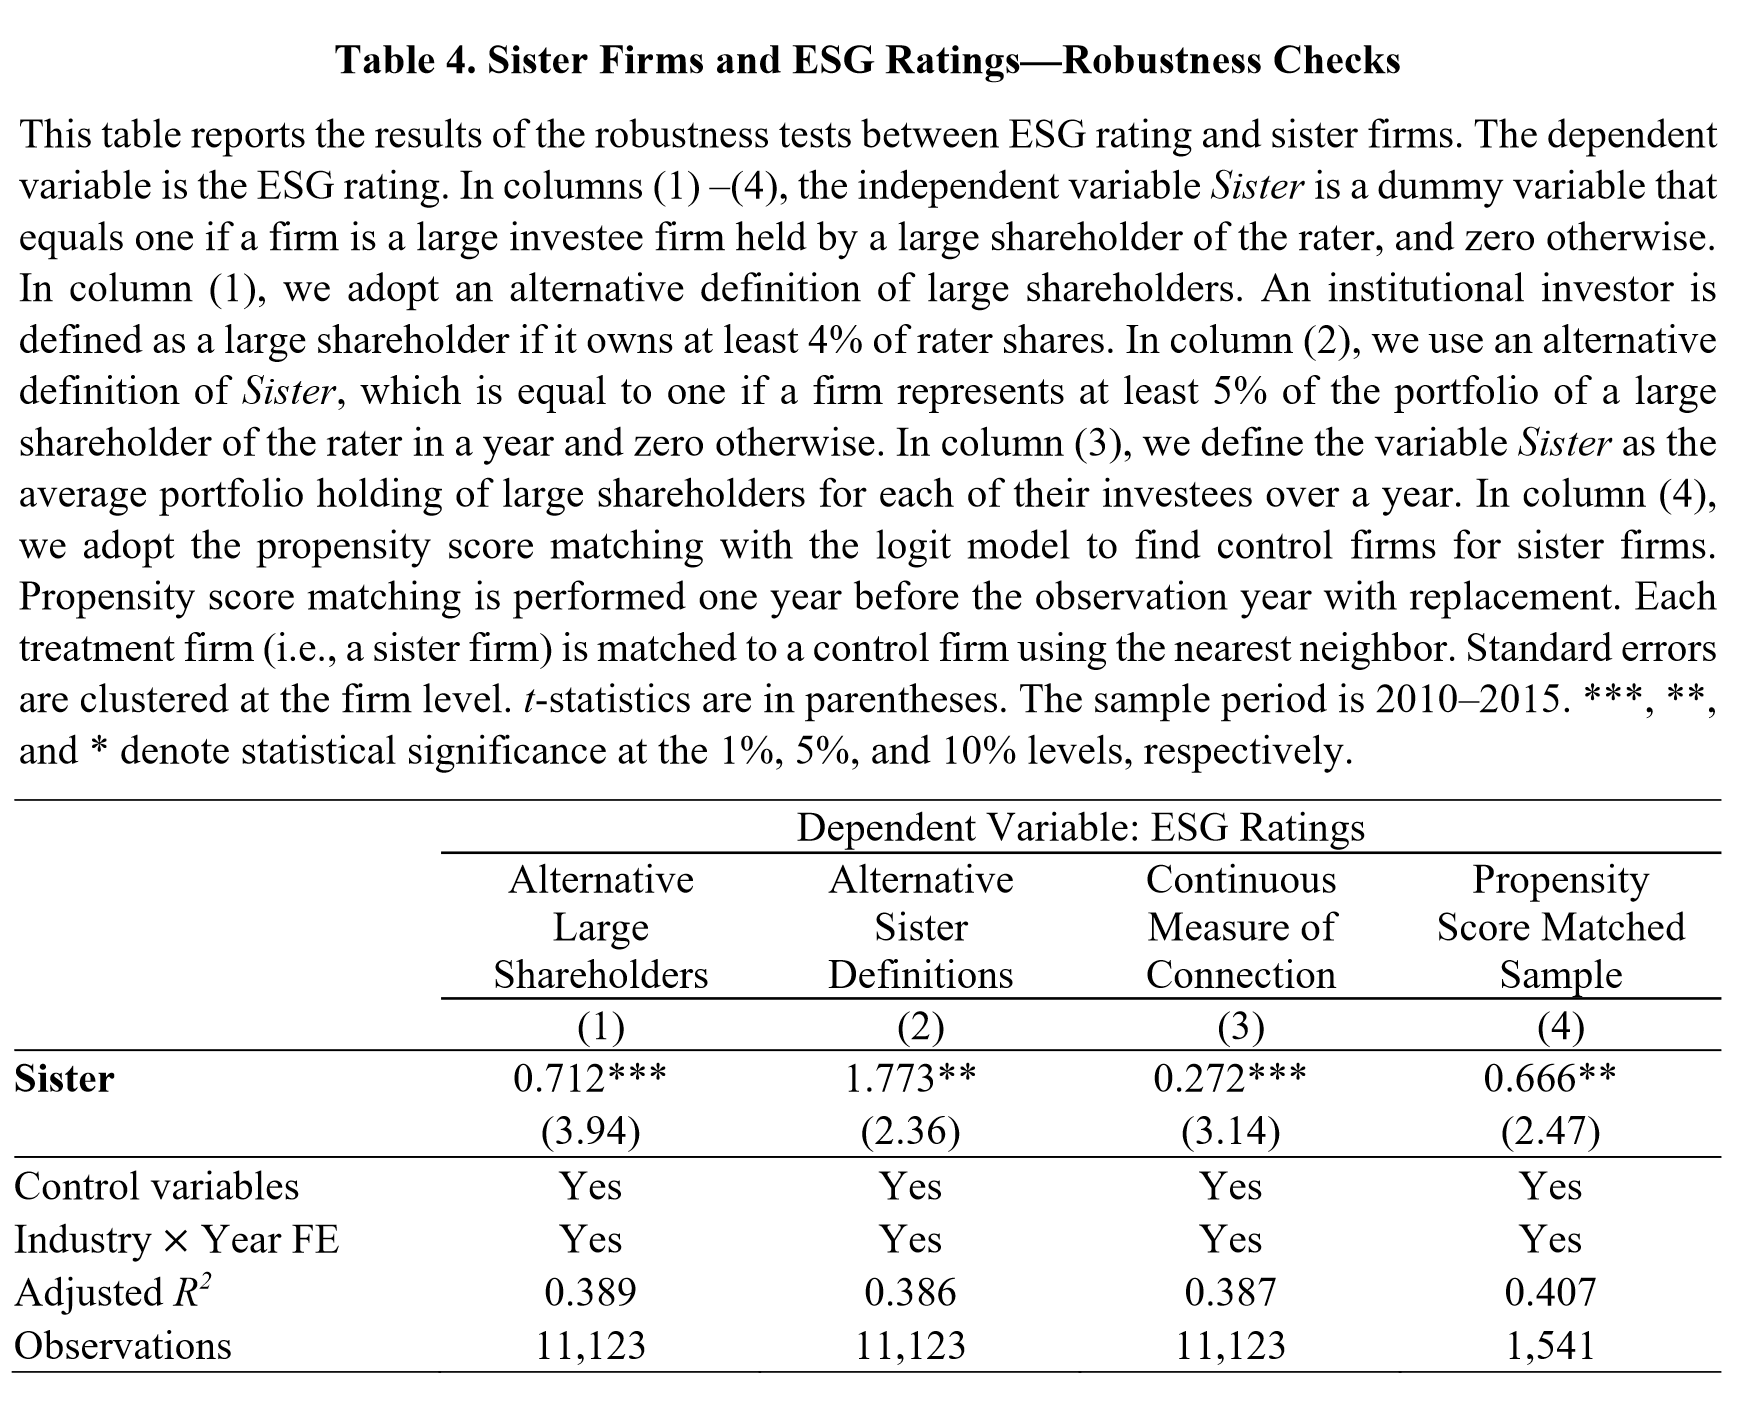 Table 4. Sister Firms and ESG Ratings—Robustness Checks
This table reports the results of the robustness tests between ESG rating and sister firms. The dependent
variable is the ESG rating. In columns (1) –(4), the independent variable Sister is a dummy variable that
equals one if a firm is a large investee firm held by a large shareholder of the rater, and zero otherwise.
In column (1), we adopt an alternative definition of large shareholders. An institutional investor is
defined as a large shareholder if it owns at least 4% of rater shares. In column (2), we use an alternative
definition of Sister, which is equal to one if a firm represents at least 5% of the portfolio of a large
shareholder of the rater in a year and zero otherwise. In column (3), we define the variable Sister as the
average portfolio holding of large shareholders for each of their investees over a year. In column (4),
we adopt the propensity score matching with the logit model to find control firms for sister firms.
Propensity score matching is performed one year before the observation year with replacement. Each
treatment firm (i.e., a sister firm) is matched to a control firm using the nearest neighbor. Standard errors
are clustered at the firm level. t-statistics are in parentheses. The sample period is 2010–2015. ***, **,
and * denote statistical significance at the 1%, 5%, and 10% levels, respectively.
Dependent Variable: ESG Ratings
Alternative Alternative Continuous Propensity
Large Sister Measure of Score Matched
Shareholders Definitions Connection Sample
(1) (2) (3) (4)
Sister 0.712*** 1.773** 0.272*** 0.666**
(3.94) (2.36) (3.14) (2.47)
Control variables Yes Yes Yes Yes
Industry × Year FE Yes Yes Yes Yes
Adjusted R² 0.389 0.386 0.387 0.407
Observations 11,123 11,123 11,123 1,541